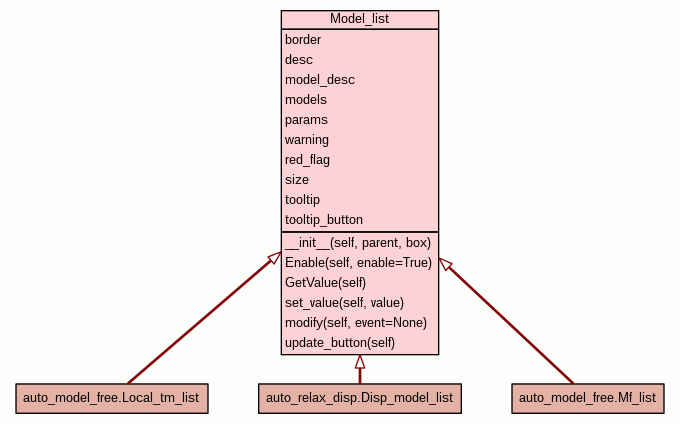 Model_list
border
desc
model_desc
models
params
warning
red_flag
size
tooltip
tooltip_button
__init__(self, parent, box)
Enable(self, enable=True)
GetValue(self)
set_value(self, value)
modify(self, event=None)
update_button(self)
auto_model_free.Local_tm_list
auto_relax_disp.Disp_model_list
auto_model_free.Mf_list